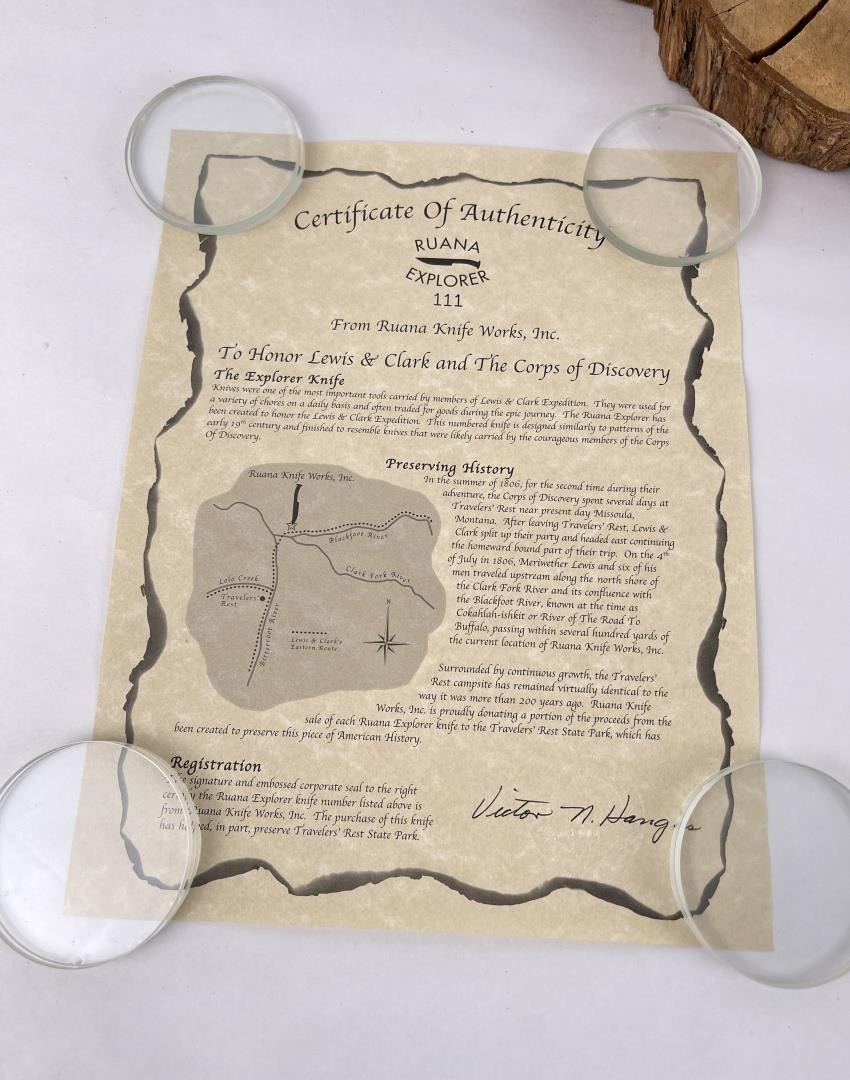 Certificate Of Authenticity
RUANA
EXPLORER
111
From Ruana Knife Works, Inc.
To Honor Lewis & Clark and The Corps of Discovery
The Explorer Knife
Knives were one of the most important tools carried by members of Lewis & Clark Expedition. They were used for
a variety of chores on a daily basis and often traded for goods during the epic journey. The Ruana Explorer has
been created to honor the Lewis & Clark Expedition. This numbered knife is designed similarly to patterns of the
early 19th century and finished to resemble knives that were likely carried by the courageous members of the Corps
Of Discovery.
Preserving History
In the summer of 1806, for the second time during their
adventure, the Corps of Discovery spent several days at
Travelers' Rest near present day Missoula,
Montana. After leaving Travelers' Rest, Lewis &
Clark split up their party and headed east continuing
the homeward bound part of their trip. On the 4th
of July in 1806, Meriwether Lewis and six of his
men traveled upstream along the north shore of
the Clark Fork River and its confluence with
the Blackfoot River, known at the time as
Cokahlah-ishkit or River of The Road To
Buffalo, passing within several hundred yards of
the current location of Ruana Knife Works, Inc.
Ruana Knife Works, Inc.
Blackfoot River
Clark Fork River
Lolo Creek
Travelers'
Rest
Bitterroot River
N
Lewis & Clark's
Eastern Route
Surrounded by continuous growth, the Travelers'
Rest campsite has remained virtually identical to the
way it was more than 200 years ago. Ruana Knife
Works, Inc. is proudly donating a portion of the proceeds from the
sale of each Ruana Explorer knife to the Travelers' Rest State Park, which has
been created to preserve this piece of American History.
Registration
The signature and embossed corporate seal to the right
certify the Ruana Explorer knife number listed above is
from Ruana Knife Works, Inc. The purchase of this knife
has helped, in part, preserve Travelers' Rest State Park.
Victor N. Hangas